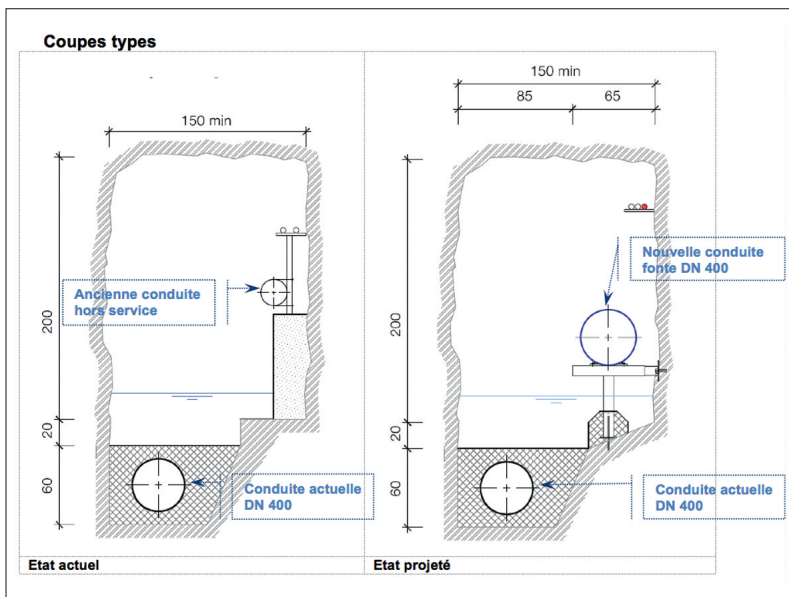 Coupes types
150 min
200
20
60
Ancienne conduite
hors service
Conduite actuelle
DN 400
Etat actuel
150 min
85
65
200
20
60
Nouvelle conduite
fonte DN 400
Conduite actuelle
DN 400
Etat projeté